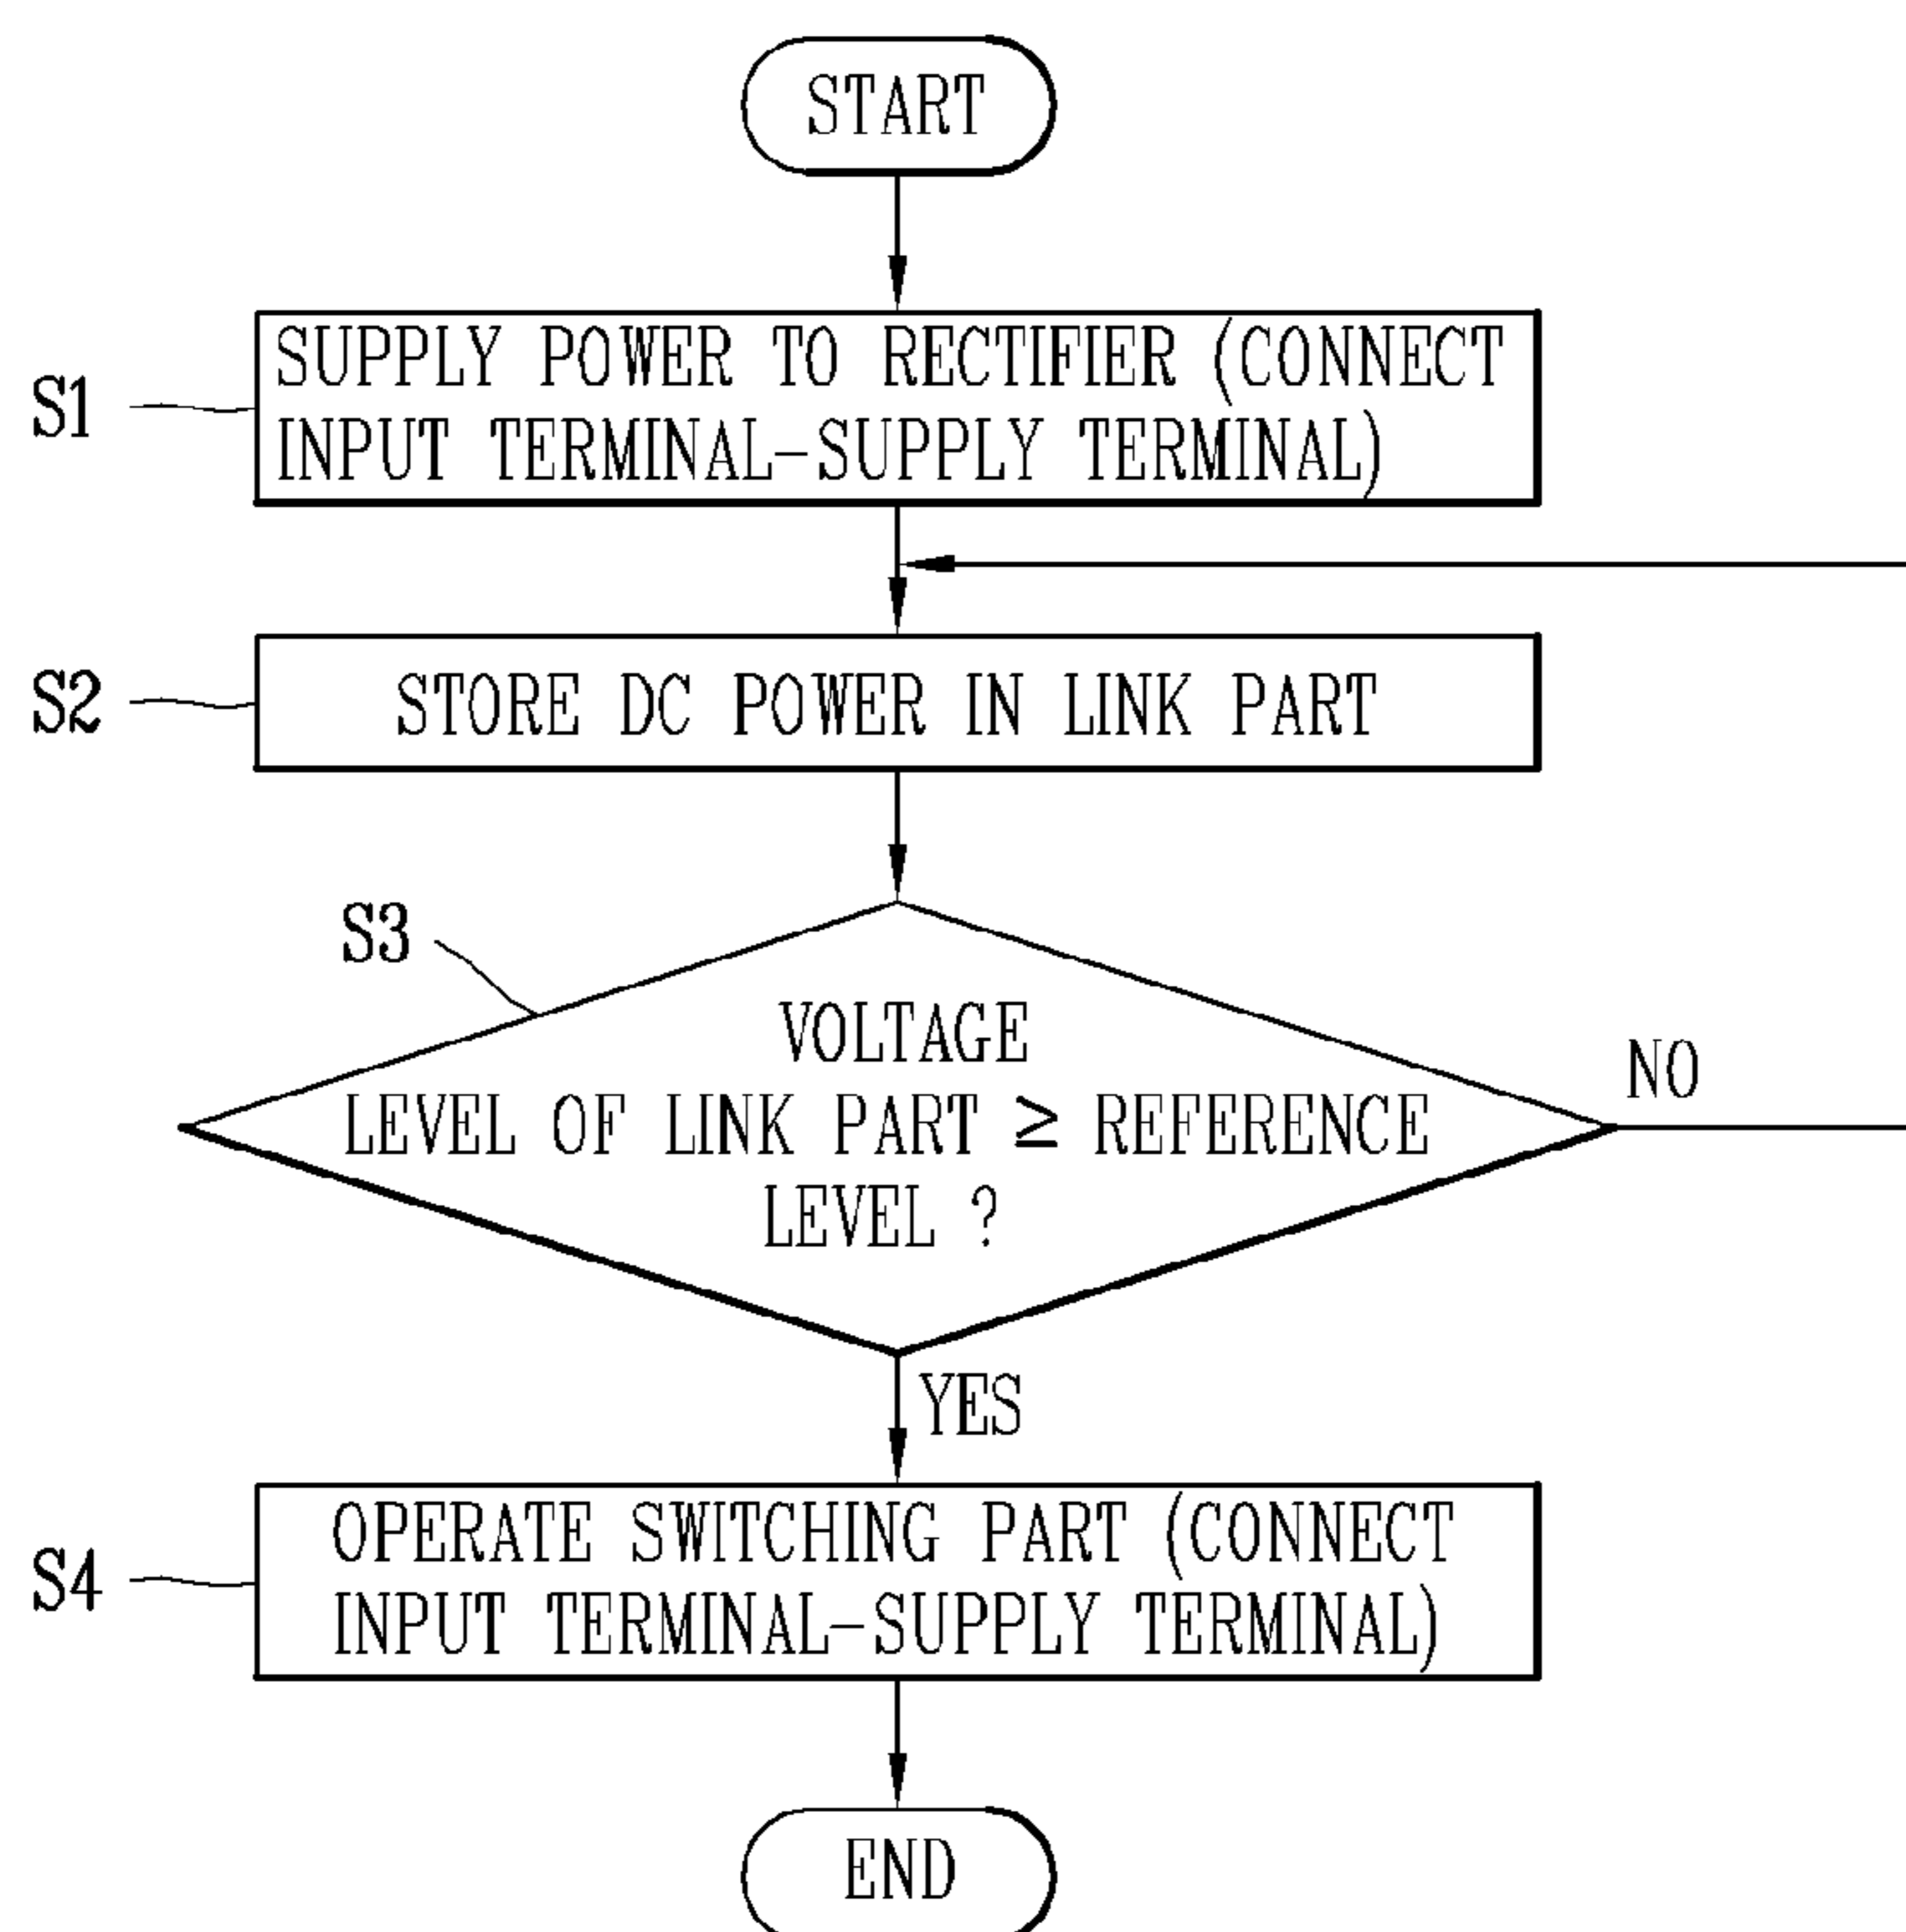 START
S1
SUPPLY POWER TO RECTIFIER (CONNECT
INPUT TERMINAL-SUPPLY TERMINAL)
S2
STORE DC POWER IN LINK PART
S3
VOLTAGE
LEVEL OF LINK PART ≥ REFERENCE
LEVEL ?
NO
YES
S4
OPERATE SWITCHING PART (CONNECT
INPUT TERMINAL-SUPPLY TERMINAL)
END